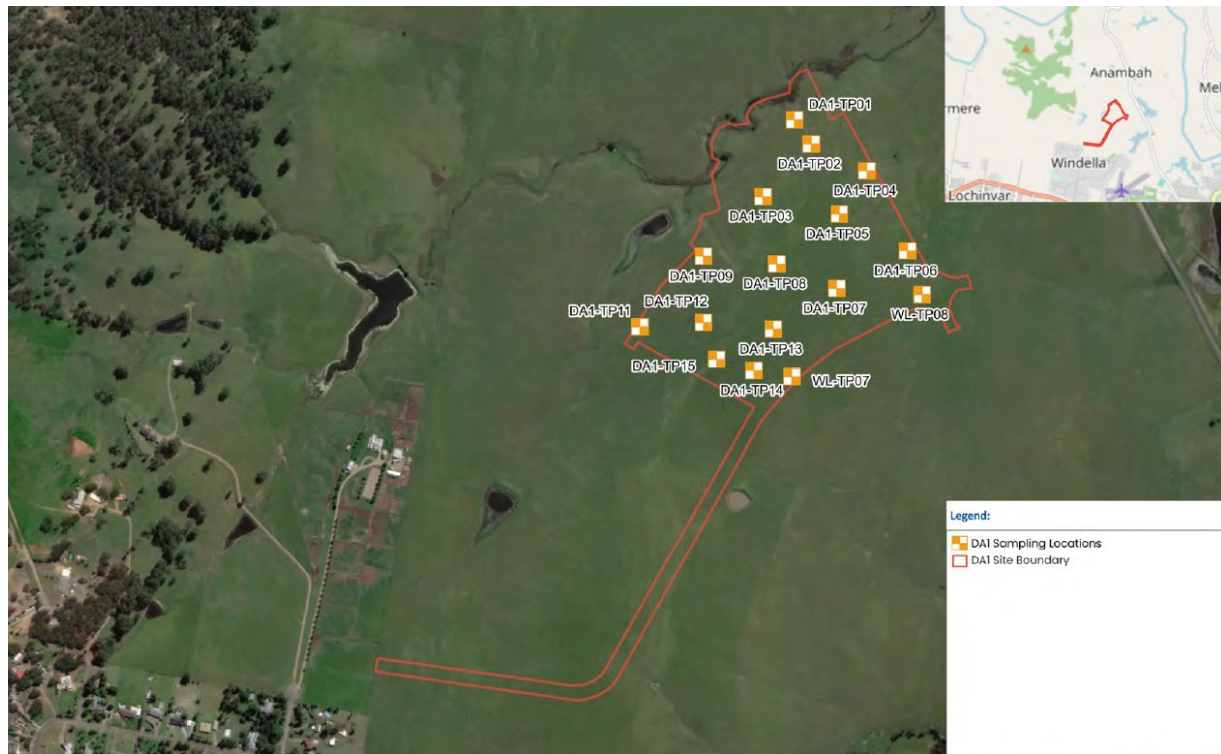 Anambah
Mel
rmere
Windella
Lochinvar
DA1-TP01
DA1-TP02
DA1-TP04
DA1-TP03
DA1-TP05
DA1-TP09
DA1-TP08
DA1-TP06
DA1-TP12
DA1-TP07
WL-TP08
DA1-TP11
DA1-TP13
DA1-TP15
DA1-TP14
WL-TP07
Legend:
DA1 Sampling Locations
DA1 Site Boundary